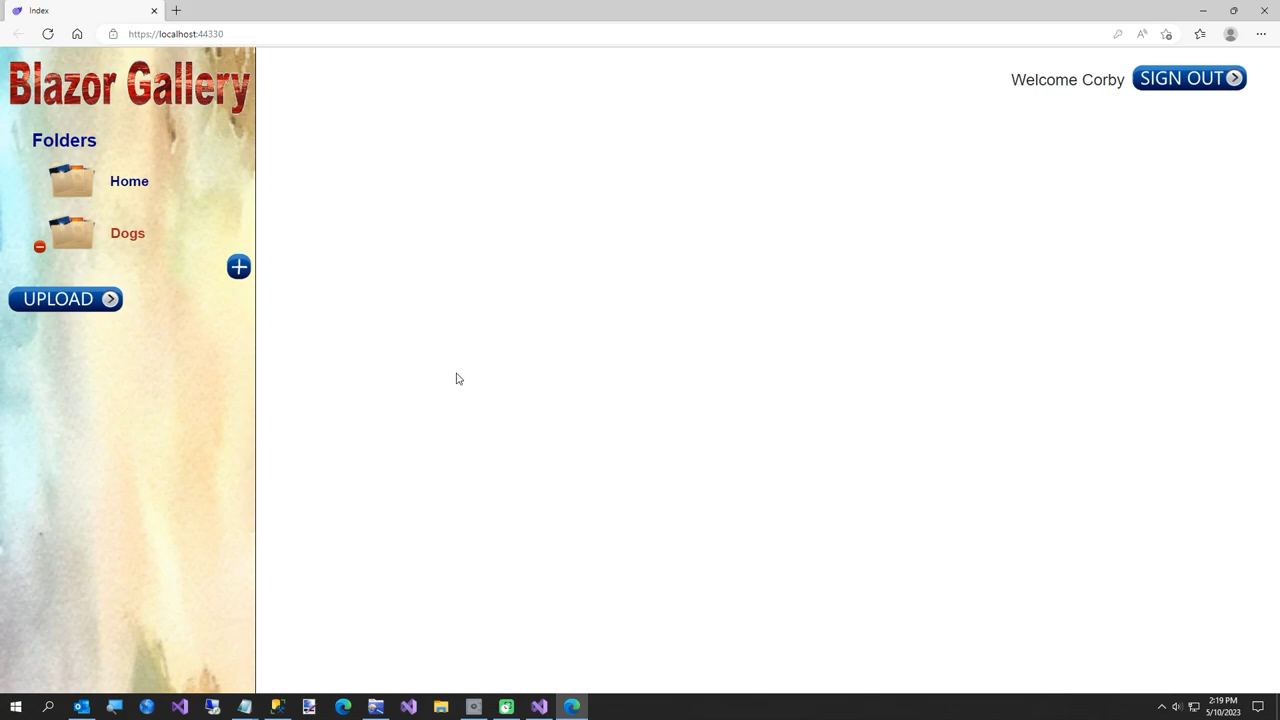 Index
https://localhost:44330
Blazor Gallery
Welcome Corby
SIGN OUT
Folders
Home
Dogs
UPLOAD
2:19 PM
5/10/2023